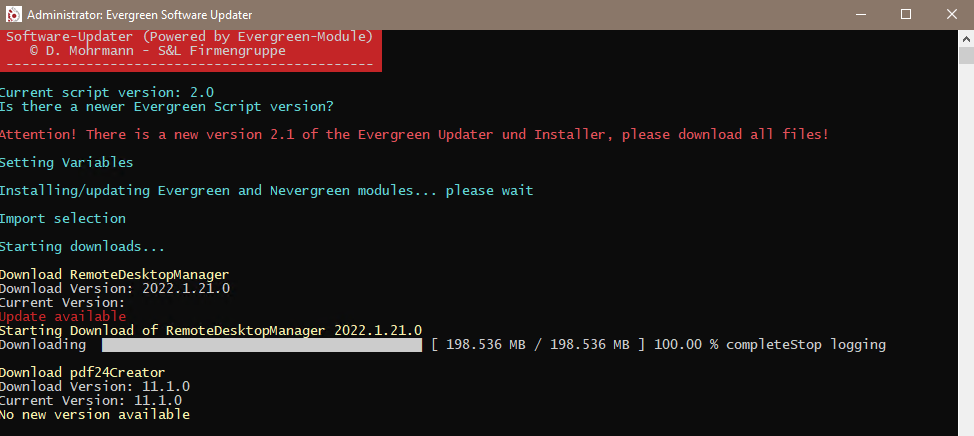 Administrator: Evergreen Software Updater
Software-Updater (Powered by Evergreen-Module)
© D. Mohrmann - S&L Firmengruppe
-----------------------------------------------
Current script version: 2.0
Is there a newer Evergreen Script version?
Attention! There is a new version 2.1 of the Evergreen Updater und Installer, please download all files!
Setting Variables
Installing/updating Evergreen and Nevergreen modules... please wait
Import selection
Starting downloads...
Download RemoteDesktopManager
Download Version: 2022.1.21.0
Current Version:
Update available
Starting Download of RemoteDesktopManager 2022.1.21.0
Downloading [ 198.536 MB / 198.536 MB ] 100.00 % completeStop logging
Download pdf24Creator
Download Version: 11.1.0
Current Version: 11.1.0
No new version available